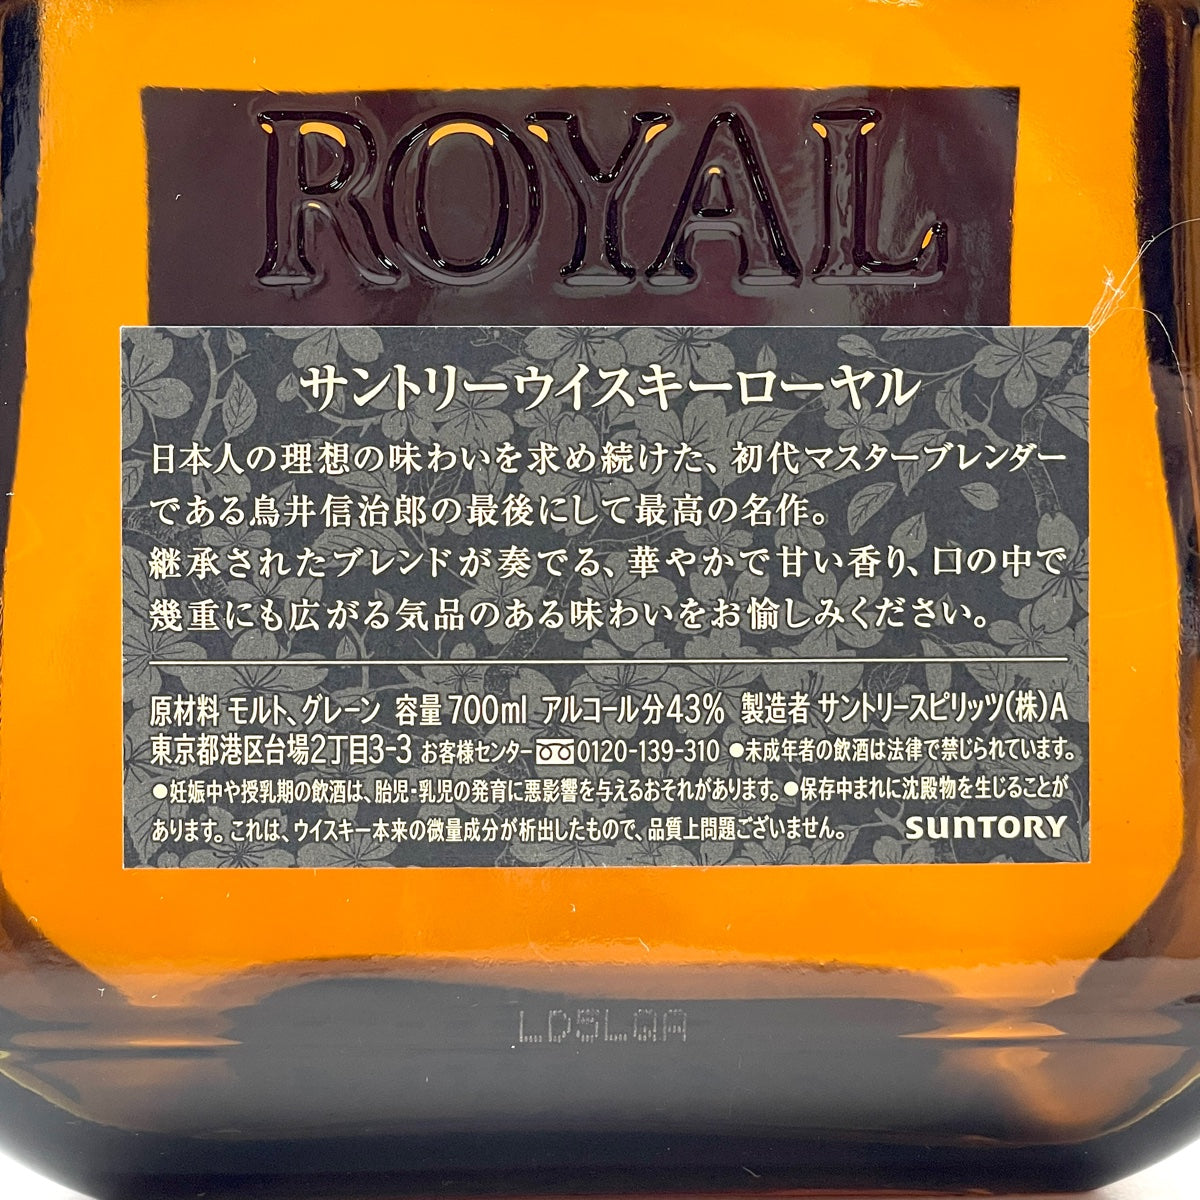 ROYAL
サントリーウイスキーローヤル
日本人の理想の味わいを求め続けた、初代マスターブレンダー
である鳥井信治郎の最後にして最高の名作。
継承されたブレンドが奏でる、華やかで甘い香り、口の中で
幾重にも広がる気品のある味わいをお愉しみください。
原材料 モルト、グレーン 容量 700ml アルコール分43% 製造者 サントリースピリッツ(株)A
東京都港区台場2丁目3-3 お客様センター 0120-139-310 ●未成年者の飲酒は法律で禁じられています。
●妊娠中や授乳期の飲酒は、胎児・乳児の発育に悪影響を与えるおそれがあります。●保存中まれに沈殿物を生じることが
あります。これは、ウイスキー本来の微量成分が析出したもので、品質上問題ございません。 SUNTORY